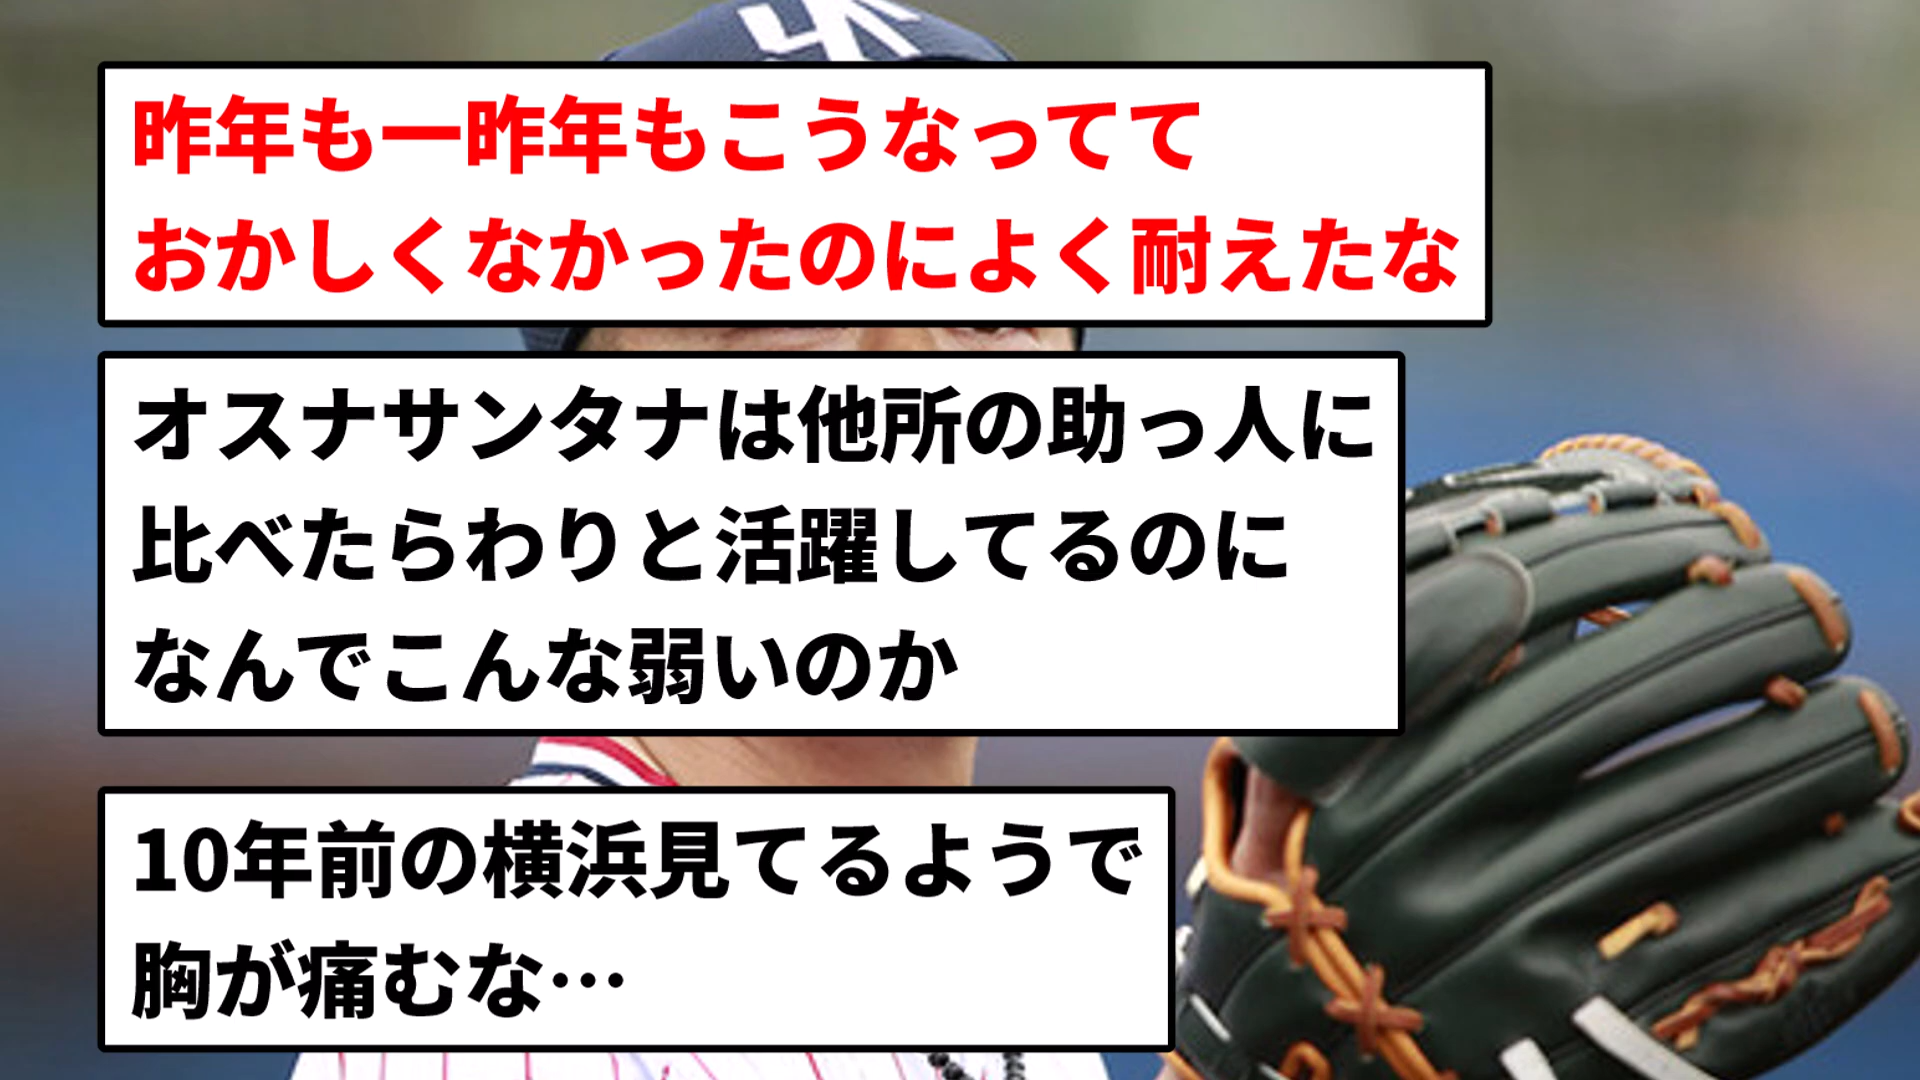 昨年も一昨年もこうなってて
おかしくなかったのによく耐えたな
オスナサンタナは他所の助っ人に
比べたらわりと活躍してるのに
なんでこんな弱いのか
10年前の横浜見てるようで
胸が痛むな…